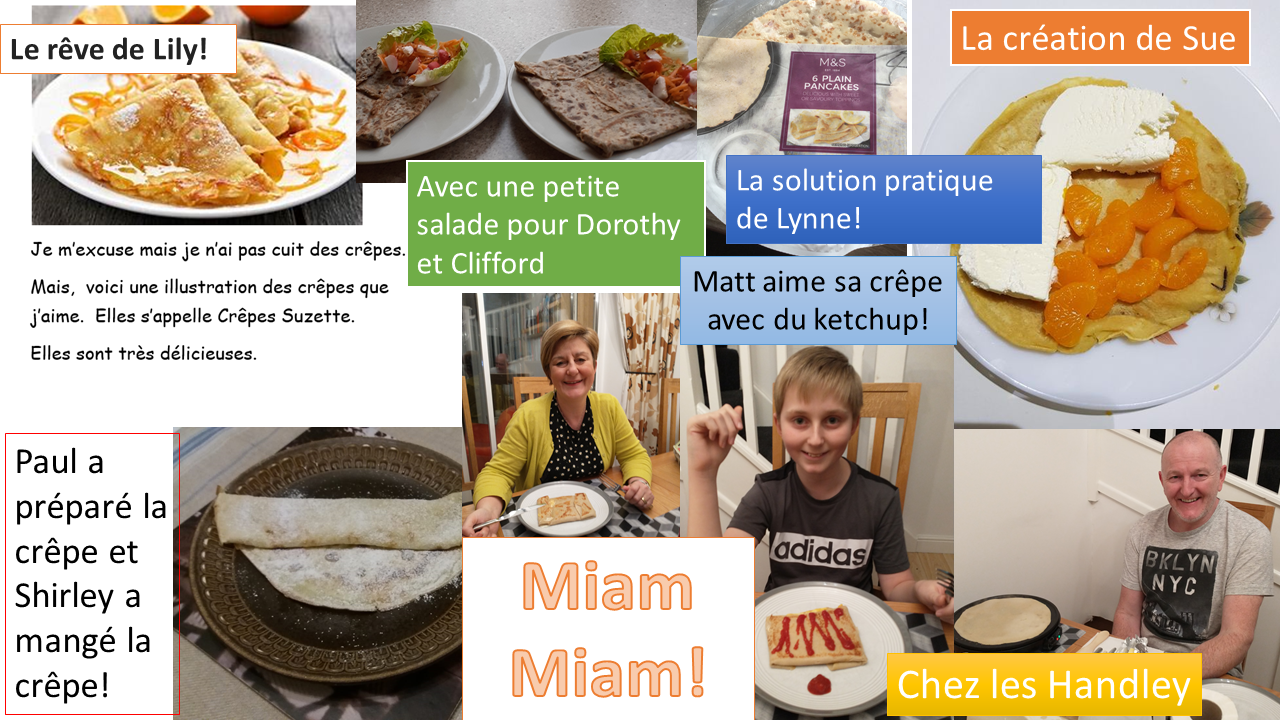 Le rêve de Lily!
Je m'excuse mais je n'ai pas cuit des crêpes.
Mais,  voici une illustration des crêpes que
j'aime.  Elles s'appelle Crêpes Suzette.
Elles sont très délicieuses.
Avec une petite
salade pour Dorothy
et Clifford
M&S
6 PLAIN
PANCAKES
La solution pratique
de Lynne!
La création de Sue
Matt aime sa crêpe
avec du ketchup!
Paul a
préparé la
crêpe et
Shirley a
mangé la
crêpe!
Miam
Miam!
adidas
BKLYN
NYC
Chez les Handley